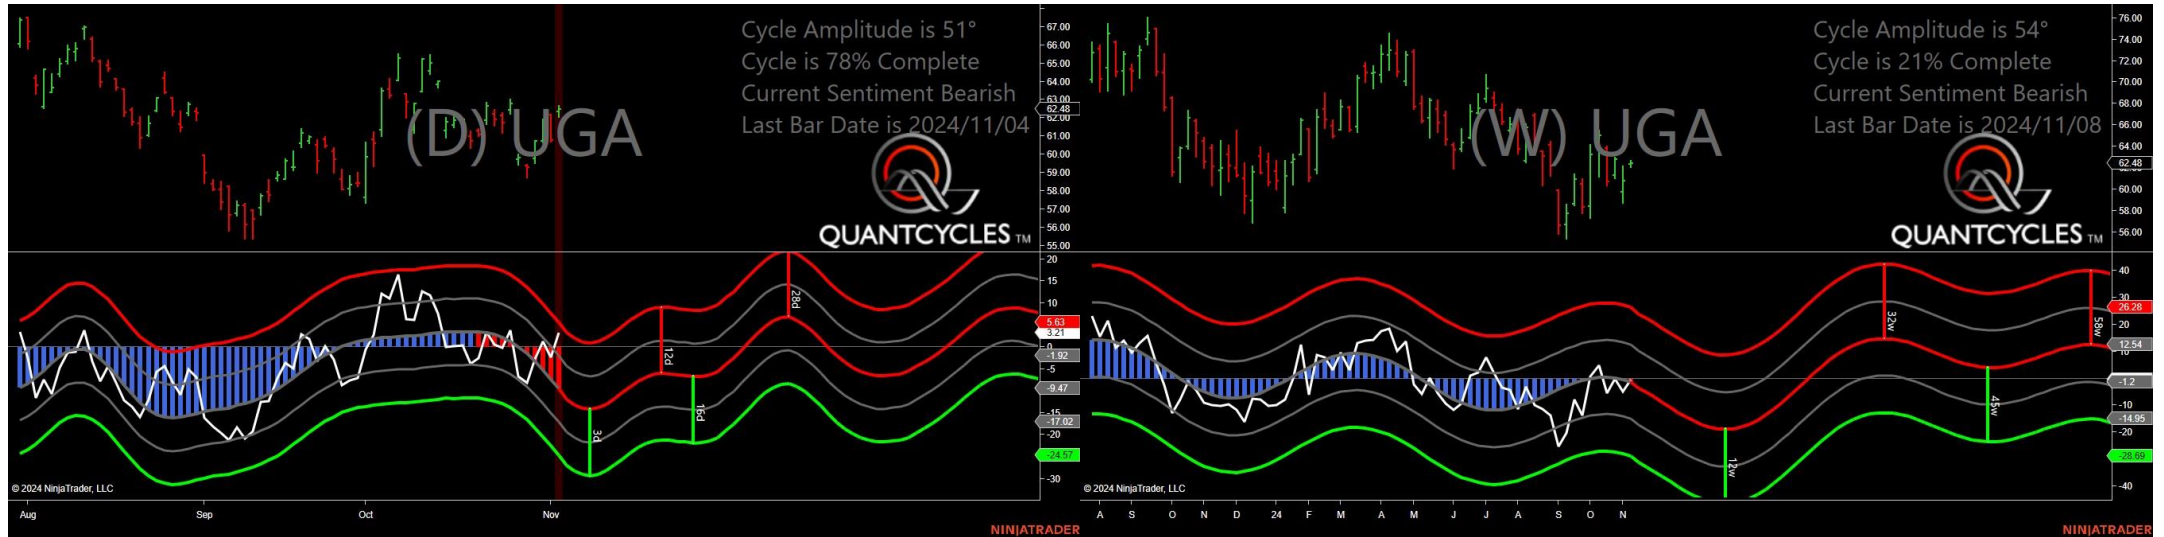 Cycle Amplitude is 51°
Cycle is 78% Complete
Current Sentiment Bearish
Last Bar Date is 2024/11/04
(D) UGA
QUANTCYCLES TM
67.00
66.00
65.00
64.00
63.00
62.48
62.00
61.00
60.00
59.00
58.00
57.00
56.00
55.00
20
15
10
5.63
3.21
0
-1.92
-5
-9.47
-15
-17.02
-20
-24.57
-30
12d
28d
3d
16d
© 2024 NinjaTrader, LLC
Aug Sep Oct Nov
NINJATRADER
Cycle Amplitude is 54°
Cycle is 21% Complete
Current Sentiment Bearish
Last Bar Date is 2024/11/08
(W) UGA
QUANTCYCLES TM
76.00
74.00
72.00
70.00
68.00
66.00
64.00
62.48
60.00
58.00
56.00
40
30
26.28
20
12.54
10
-1.2
-10
-14.95
-20
-28.69
-40
32w
58w
45w
12w
© 2024 NinjaTrader, LLC
A S O N D 24 F M A M J J A S O N
NINJATRADER